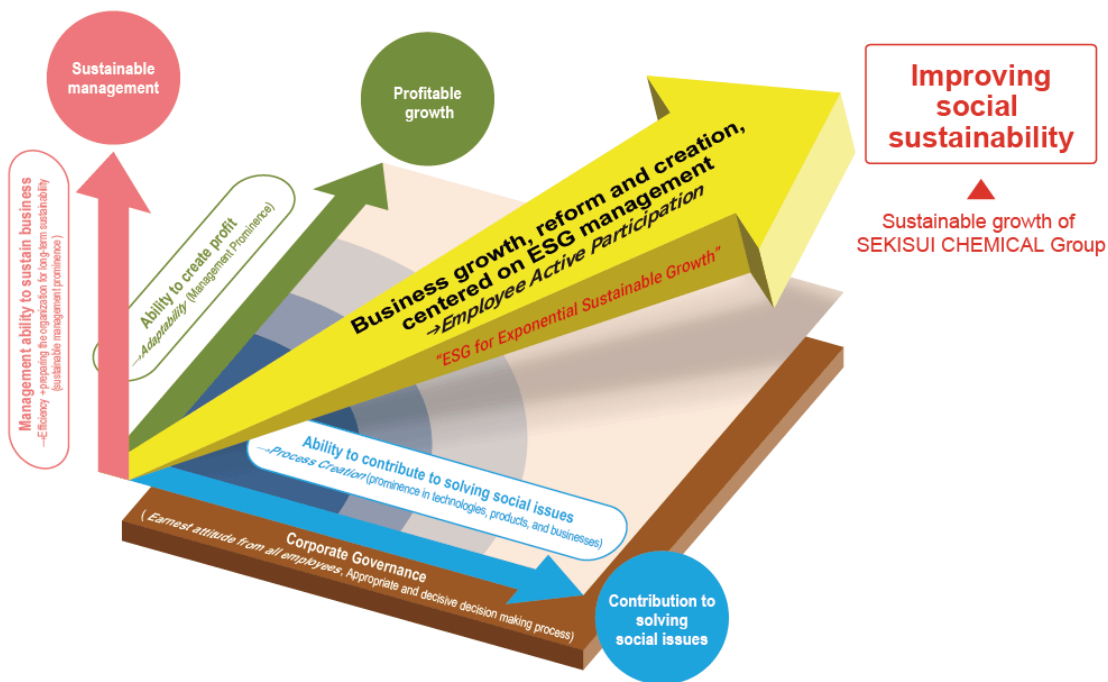 Sustainable
management
Profitable
growth
Improving
social
sustainability
Sustainable growth of
SEKISUI CHEMICAL Group
Management ability to sustain business
→Efficiency + preparing the organization for long-term sustainability
(sustainable management prominence)
Ability to create profit
→Adaptability (Management Prominence)
Business growth, reform and creation,
centered on ESG management
→Employee Active Participation
"ESG for Exponential Sustainable Growth"
Ability to contribute to solving social issues
→Process Creation (prominence in technologies, products, and businesses)
Corporate Governance
( Earnest attitude from all employees, Appropriate and decisive decision making process)
Contribution to
solving
social issues